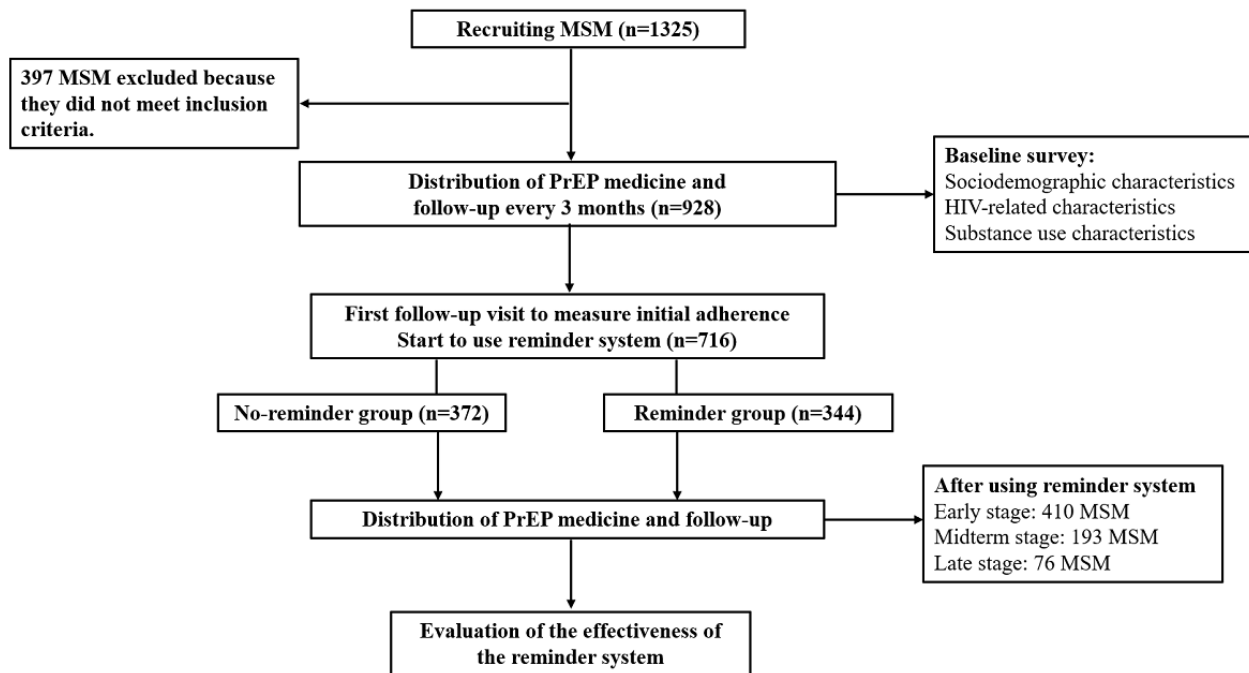 Recruiting MSM (n=1325)
397 MSM excluded because
they did not meet inclusion
criteria.
Distribution of PrEP medicine and
follow-up every 3 months (n=928)
Baseline survey:
Sociodemographic characteristics
HIV-related characteristics
Substance use characteristics
First follow-up visit to measure initial adherence
Start to use reminder system (n=716)
No-reminder group (n=372)
Reminder group (n=344)
Distribution of PrEP medicine and follow-up
After using reminder system
Early stage: 410 MSM
Midterm stage: 193 MSM
Late stage: 76 MSM
Evaluation of the effectiveness of
the reminder system